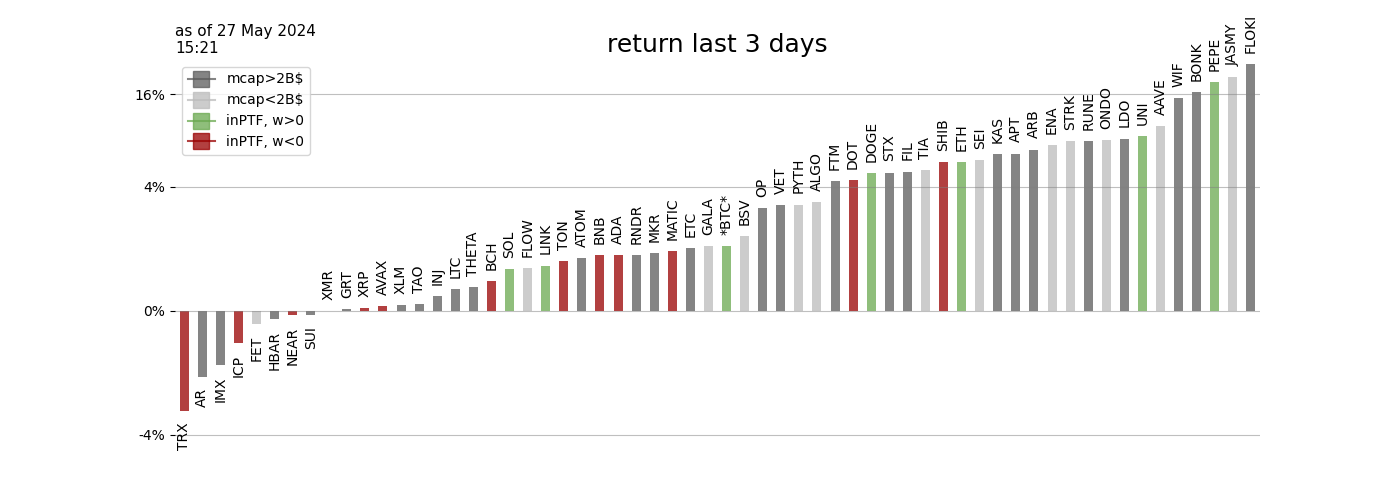 as of 27 May 2024
15:21
return last 3 days
mcap>2B$
mcap<2B$
inPTF, w>0
inPTF, w<0
16%
4%
0%
-4%
TRX
AR
IMX
ICP
FET
HBAR
NEAR
SUI
XMR
GRT
XRP
AVAX
XLM
TAO
INJ
LTC
THETA
BCH
SOL
FLOW
LINK
TON
ATOM
BNB
ADA
RNDR
MKR
MATIC
ETC
GALA
*BTC*
BSV
OP
VET
PYTH
ALGO
FTM
DOT
DOGE
STX
FIL
TIA
SHIB
ETH
SEI
KAS
APT
ARB
ENA
STRK
RUNE
ONDO
LDO
UNI
AAVE
WIF
BONK
PEPE
JASMY
FLOKI